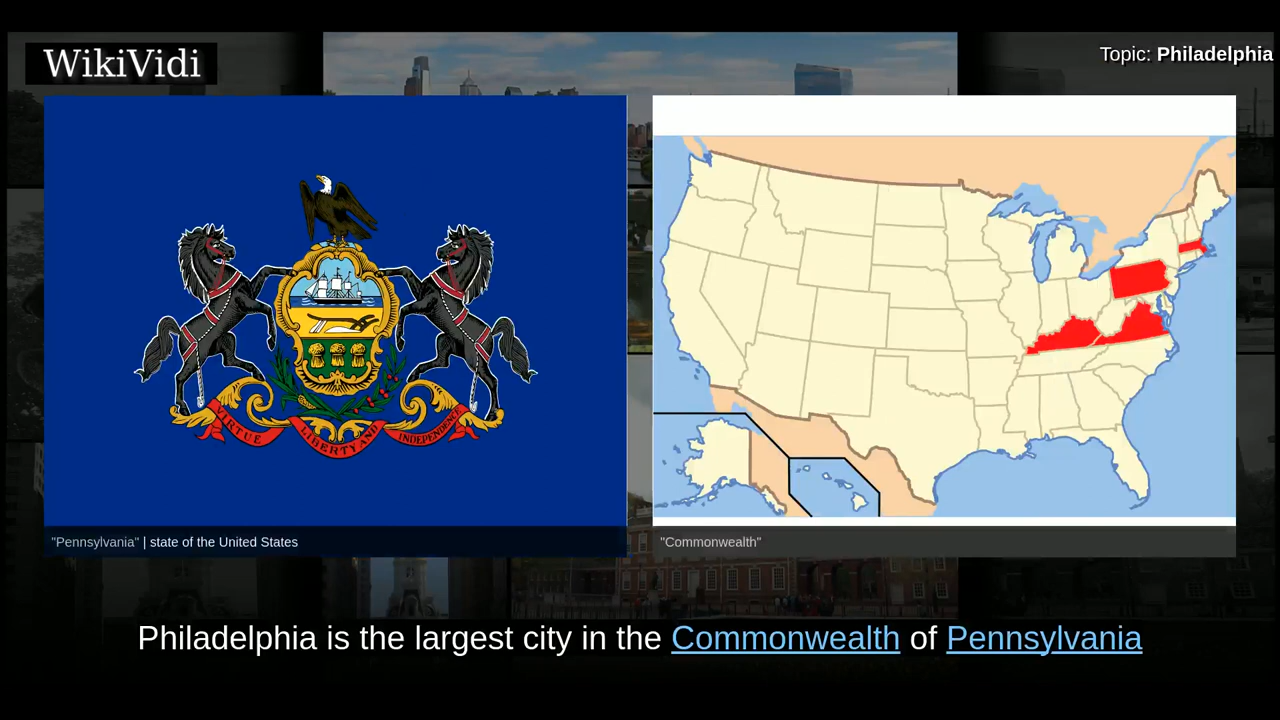 WikiVidi
Topic: Philadelphia
VIRTUE
LIBERTY AND
INDEPENDENCE
"Pennsylvania" | state of the United States
"Commonwealth"
Philadelphia is the largest city in the Commonwealth of Pennsylvania